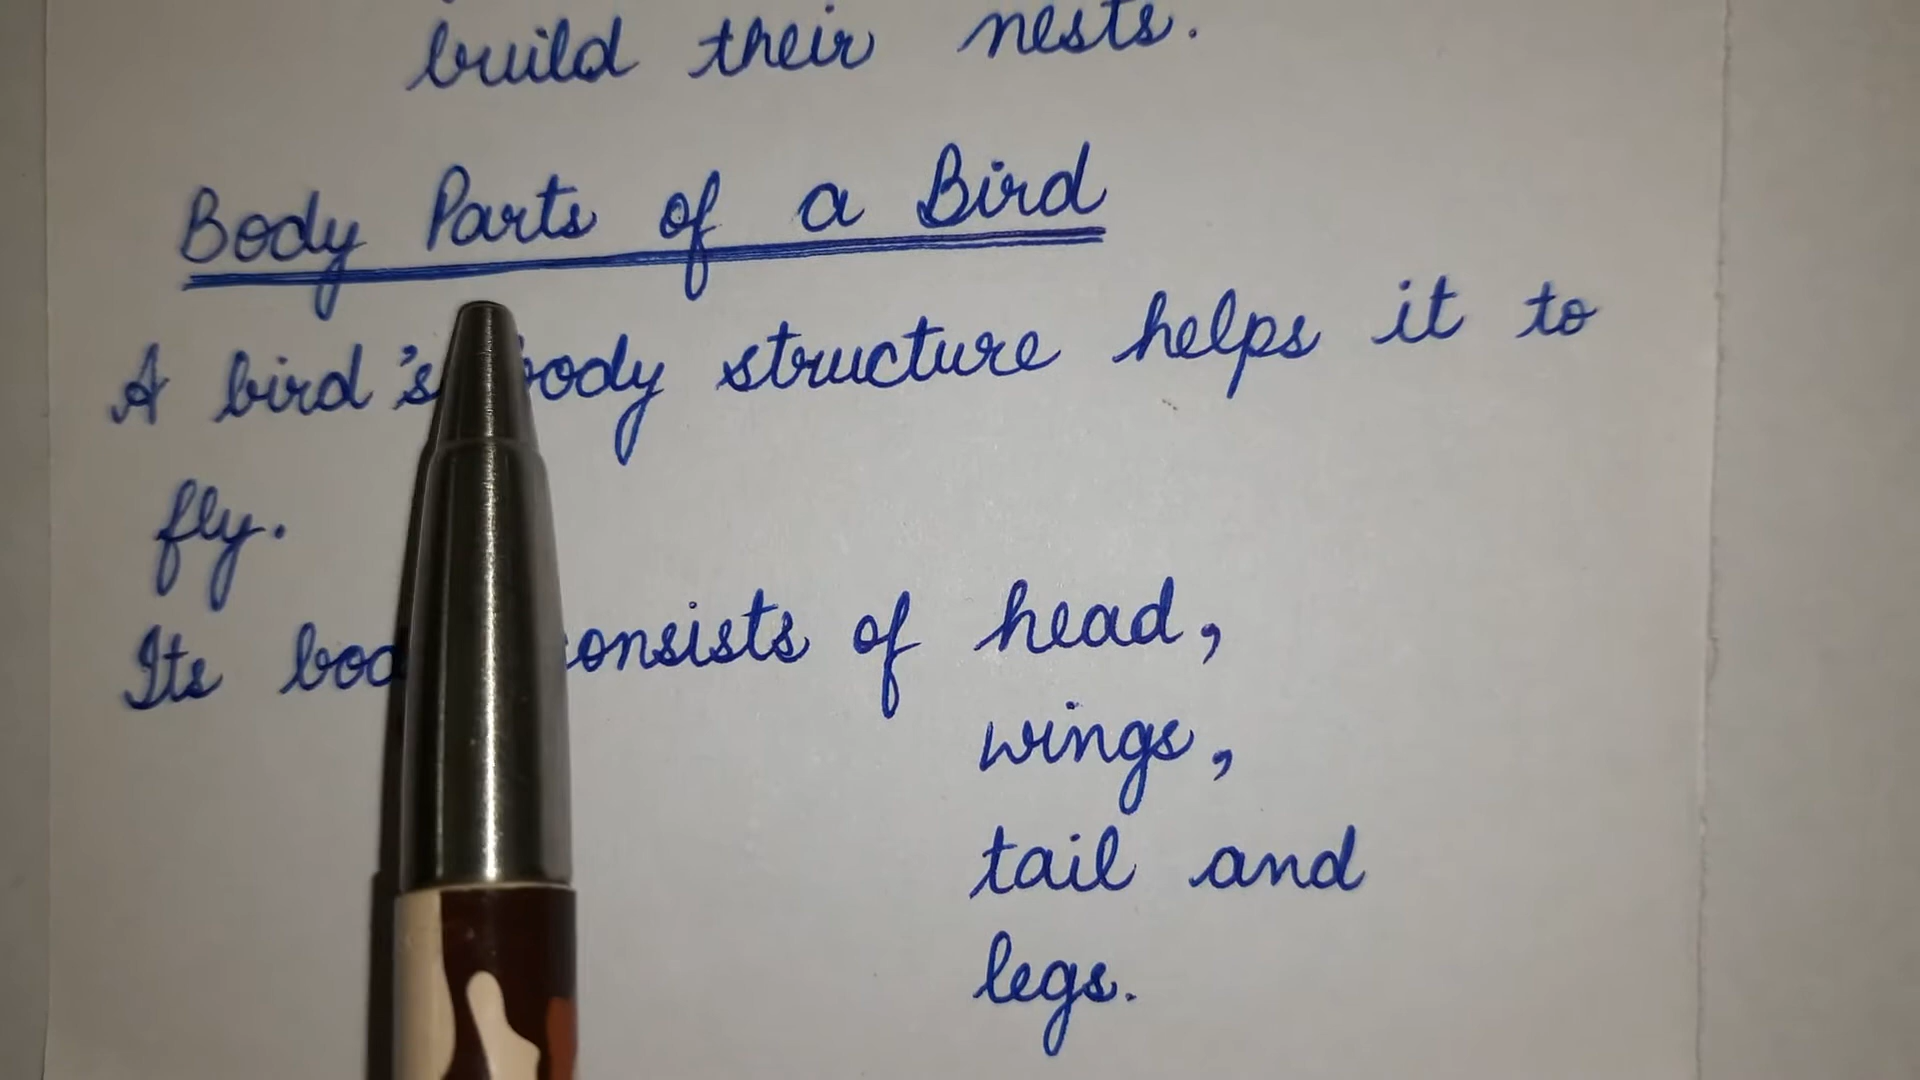 build their nests.
Body Parts of a Bird
A bird's body structure helps it to
fly.
Its body consists of head,
wings,
tail and
legs.